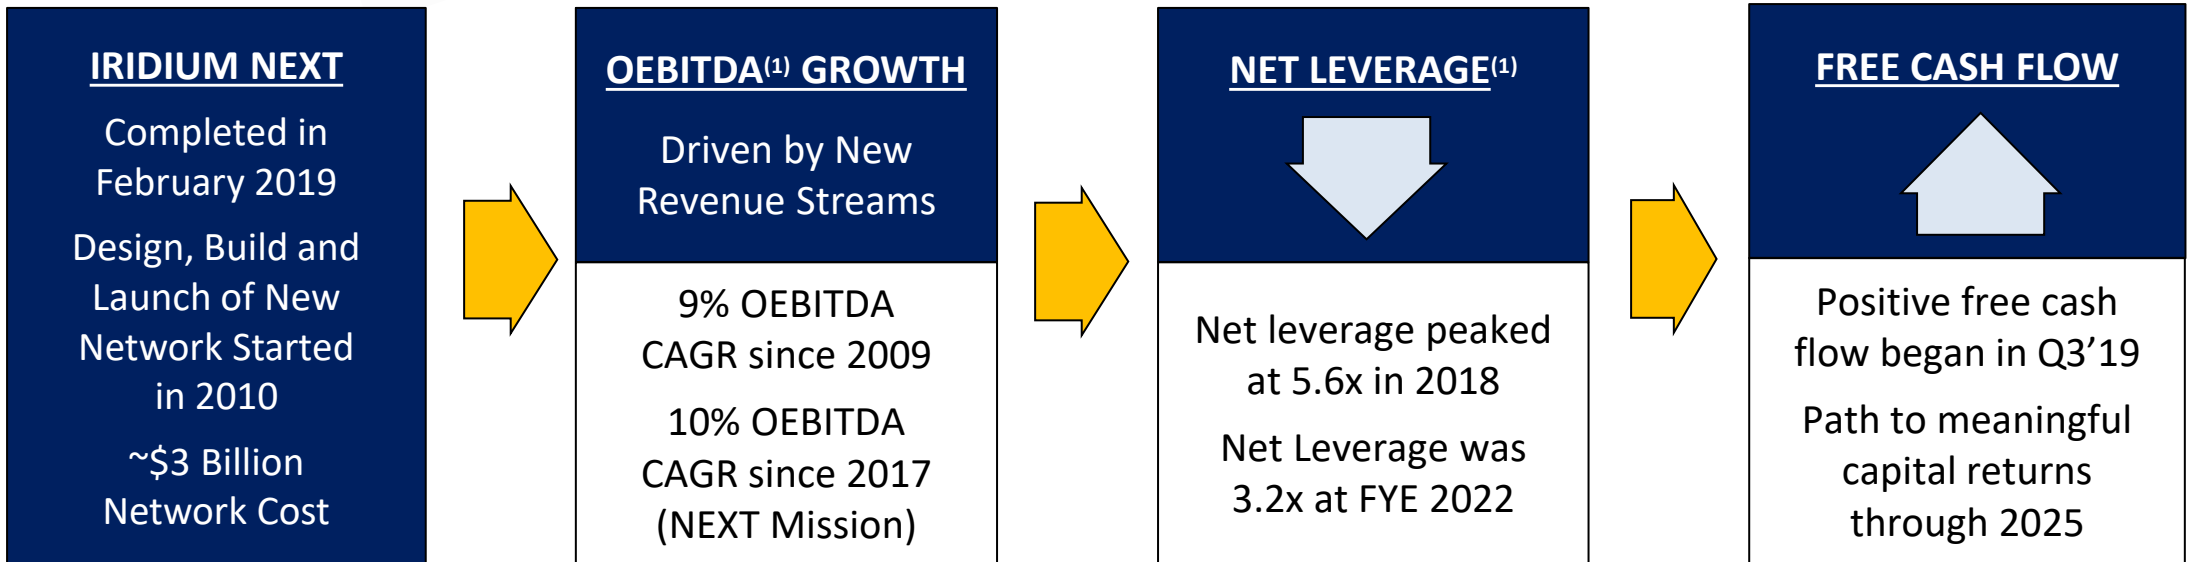 IRIDIUM NEXT
Completed in
February 2019
Design, Build and
Launch of New
Network Started
in 2010
~$3 Billion
Network Cost
OEBITDA(1) GROWTH
Driven by New
Revenue Streams
9% OEBITDA
CAGR since 2009
10% OEBITDA
CAGR since 2017
(NEXT Mission)
NET LEVERAGE(1)
Net leverage peaked
at 5.6x in 2018
Net Leverage was
3.2x at FYE 2022
FREE CASH FLOW
Positive free cash
flow began in Q3’19
Path to meaningful
capital returns
through 2025